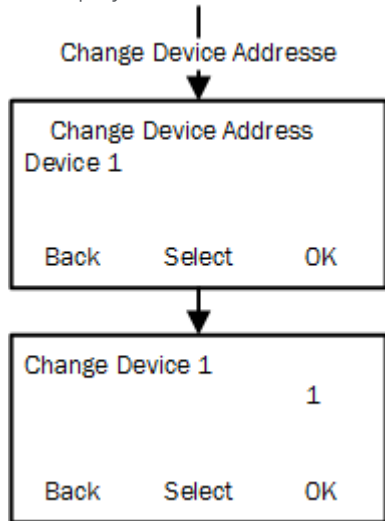 Change Device Addresse
Change Device Address
Device 1
Back Select OK
Change Device 1
1
Back Select OK